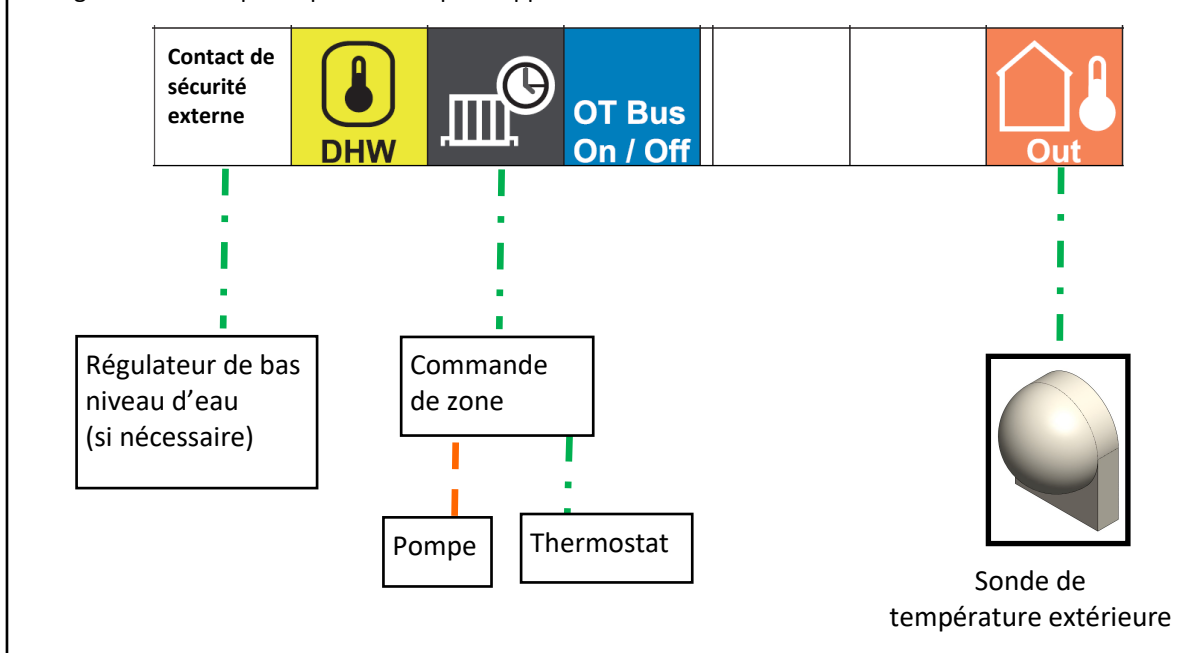 Contact de
sécurité
externe
DHW
OT Bus
On / Off
Out
Régulateur de bas
niveau d’eau
(si nécessaire)
Commande
de zone
Pompe
Thermostat
Sonde de
température extérieure